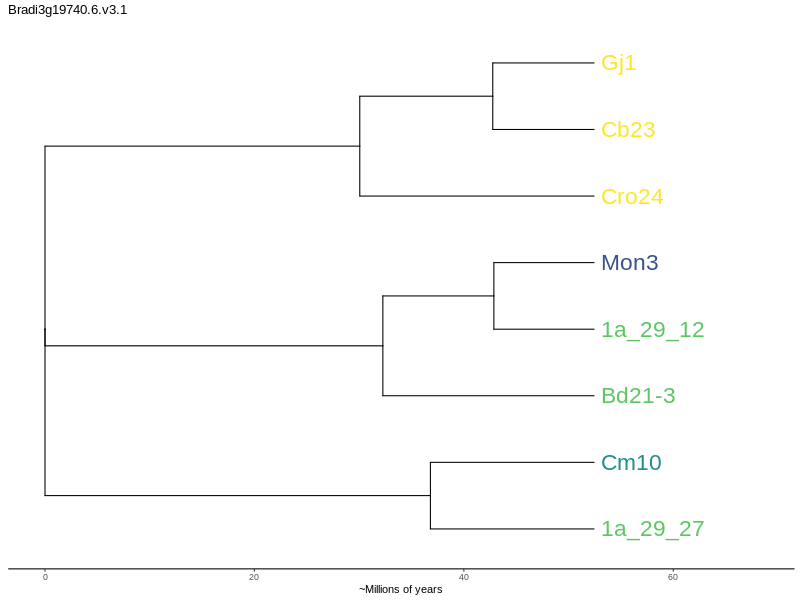 Bradi3g19740.6.v3.1
Gj1
Cb23
Cro24
Mon3
1a_29_12
Bd21-3
Cm10
1a_29_27
0 20 40 60
~Millions of years